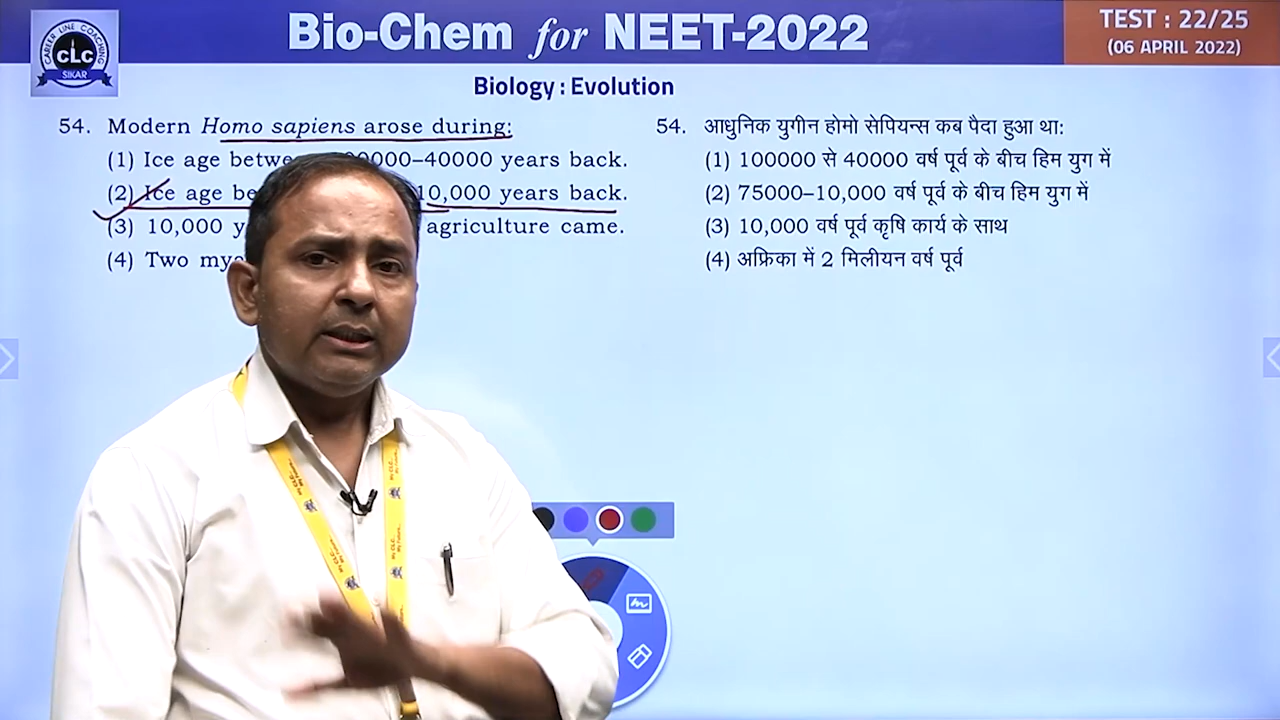 Bio-Chem for NEET-2022
TEST : 22/25
(06 APRIL 2022)
CAREER LINE COACHING
CLC
SIKAR
Biology : Evolution
54. Modern Homo sapiens arose during:
(1) Ice age 0000–40000 years back.
(2) Ice age 10,000 years back.
(3) 10,000 agriculture came.
(4) Two
54. आधुनिक युगीन होमो सेपियन्स कब पैदा हुआ था:
(1) 100000 से 40000 वर्ष पूर्व के बीच हिम युग में
(2) 75000–10,000 वर्ष पूर्व के बीच हिम युग में
(3) 10,000 वर्ष पूर्व कृषि कार्य के साथ
(4) अफ्रिका में 2 मिलीयन वर्ष पूर्व